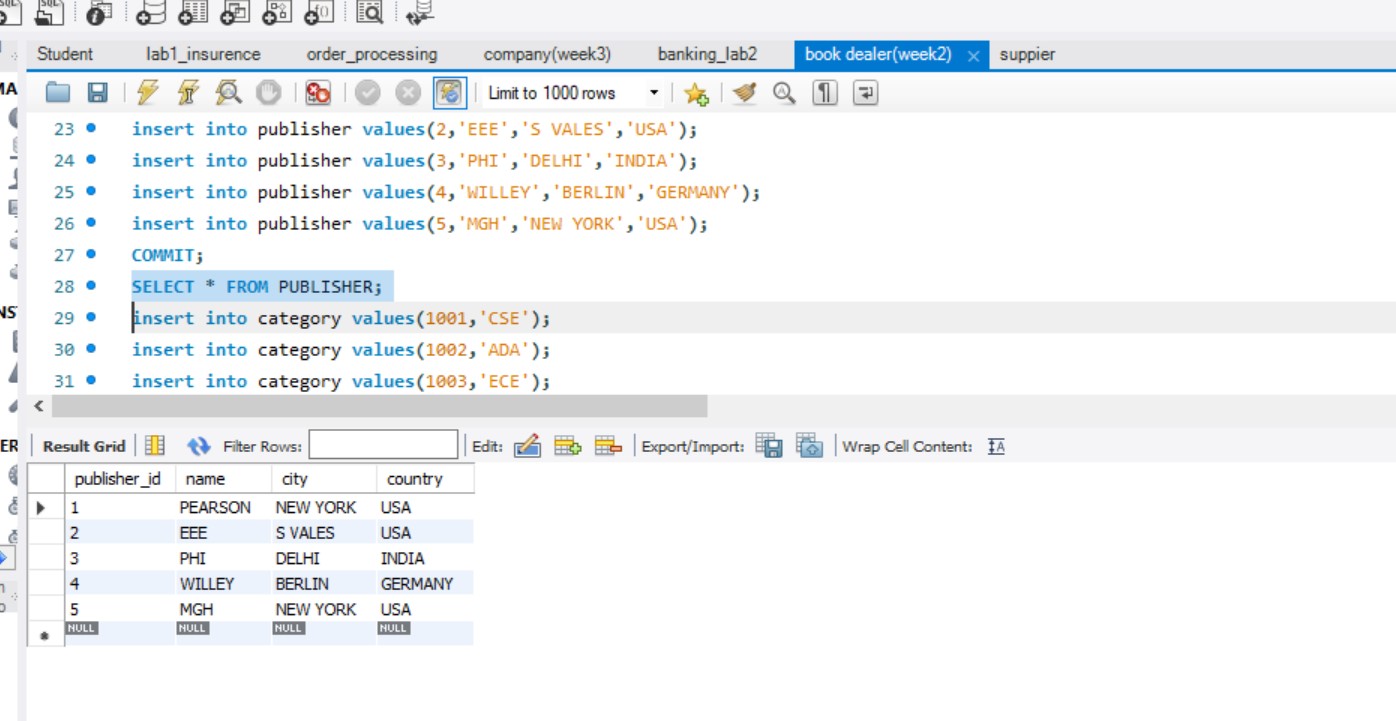 Student lab1_insurence order_processing company(week3) banking_lab2 book dealer(week2) × suppier
MA
Limit to 1000 rows
23 insert into publisher values(2,'EEE','S VALES','USA');
24 insert into publisher values(3,'PHI','DELHI','INDIA');
25 insert into publisher values(4,'WILLEY','BERLIN','GERMANY');
26 insert into publisher values(5,'MGH','NEW YORK','USA');
27 COMMIT;
28 SELECT * FROM PUBLISHER;
29 insert into category values(1001,'CSE');
30 insert into category values(1002,'ADA');
31 insert into category values(1003,'ECE');
NS
ER
Result Grid Filter Rows: Edit: Export/Import: Wrap Cell Content:
publisher_id name city country
1 PEARSON NEW YORK USA
2 EEE S VALES USA
3 PHI DELHI INDIA
4 WILLEY BERLIN GERMANY
5 MGH NEW YORK USA
NULL NULL NULL NULL